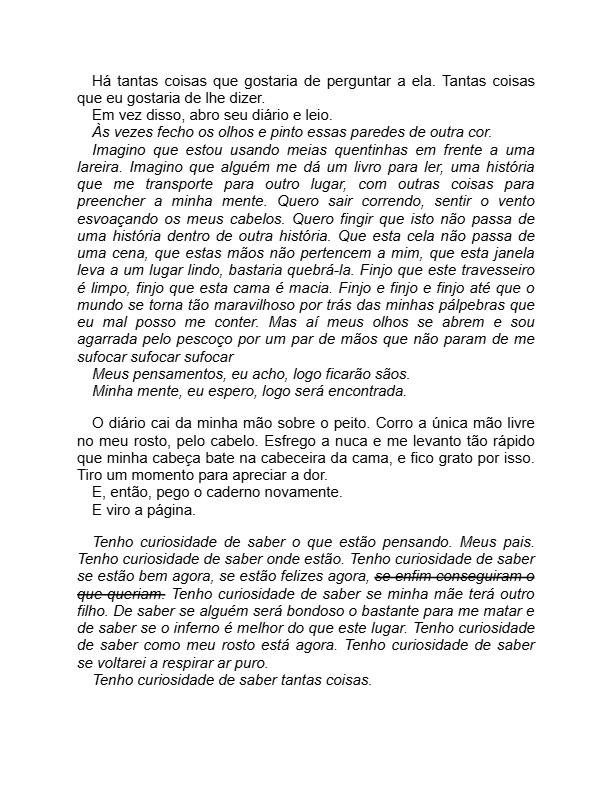 Há tantas coisas que gostaria de perguntar a ela. Tantas coisas
que eu gostaria de lhe dizer.
Em vez disso, abro seu diário e leio.
Às vezes fecho os olhos e pinto essas paredes de outra cor.
Imagino que estou usando meias quentinhas em frente a uma
lareira. Imagino que alguém me dá um livro para ler, uma história
que me transporte para outro lugar, com outras coisas para
preencher a minha mente. Quero sair correndo, sentir o vento
esvoaçando os meus cabelos. Quero fingir que isto não passa de
uma história dentro de outra história. Que esta cela não passa de
uma cena, que estas mãos não pertencem a mim, que esta janela
leva a um lugar lindo, bastaria quebrá-la. Finjo que este travesseiro
é limpo, finjo que esta cama é macia. Finjo e finjo e finjo até que o
mundo se torna tão maravilhoso por trás das minhas pálpebras que
eu mal posso me conter. Mas aí meus olhos se abrem e sou
agarrada pelo pescoço por um par de mãos que não param de me
sufocar sufocar sufocar
Meus pensamentos, eu acho, logo ficarão sãos.
Minha mente, eu espero, logo será encontrada.
O diário cai da minha mão sobre o peito. Corro a única mão livre
no meu rosto, pelo cabelo. Esfrego a nuca e me levanto tão rápido
que minha cabeça bate na cabeceira da cama, e fico grato por isso.
Tiro um momento para apreciar a dor.
E, então, pego o caderno novamente.
E viro a página.
Tenho curiosidade de saber o que estão pensando. Meus pais.
Tenho curiosidade de saber onde estão. Tenho curiosidade de saber
se estão bem agora, se estão felizes agora, se enfim conseguiram o
que queriam. Tenho curiosidade de saber se minha mãe terá outro
filho. De saber se alguém será bondoso o bastante para me matar e
de saber se o inferno é melhor do que este lugar. Tenho curiosidade
de saber como meu rosto está agora. Tenho curiosidade de saber
se voltarei a respirar ar puro.
Tenho curiosidade de saber tantas coisas.